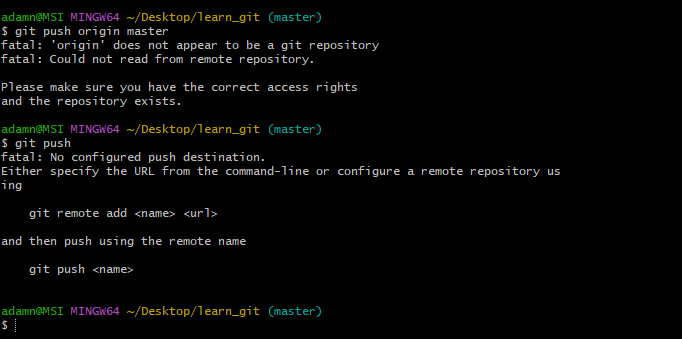 adamn@MSI MINGW64 ~/Desktop/learn_git (master)
$ git push origin master
fatal: 'origin' does not appear to be a git repository
fatal: Could not read from remote repository.

Please make sure you have the correct access rights
and the repository exists.

adamn@MSI MINGW64 ~/Desktop/learn_git (master)
$ git push
fatal: No configured push destination.
Either specify the URL from the command-line or configure a remote repository us
ing

    git remote add <name> <url>

and then push using the remote name

    git push <name>


adamn@MSI MINGW64 ~/Desktop/learn_git (master)
$